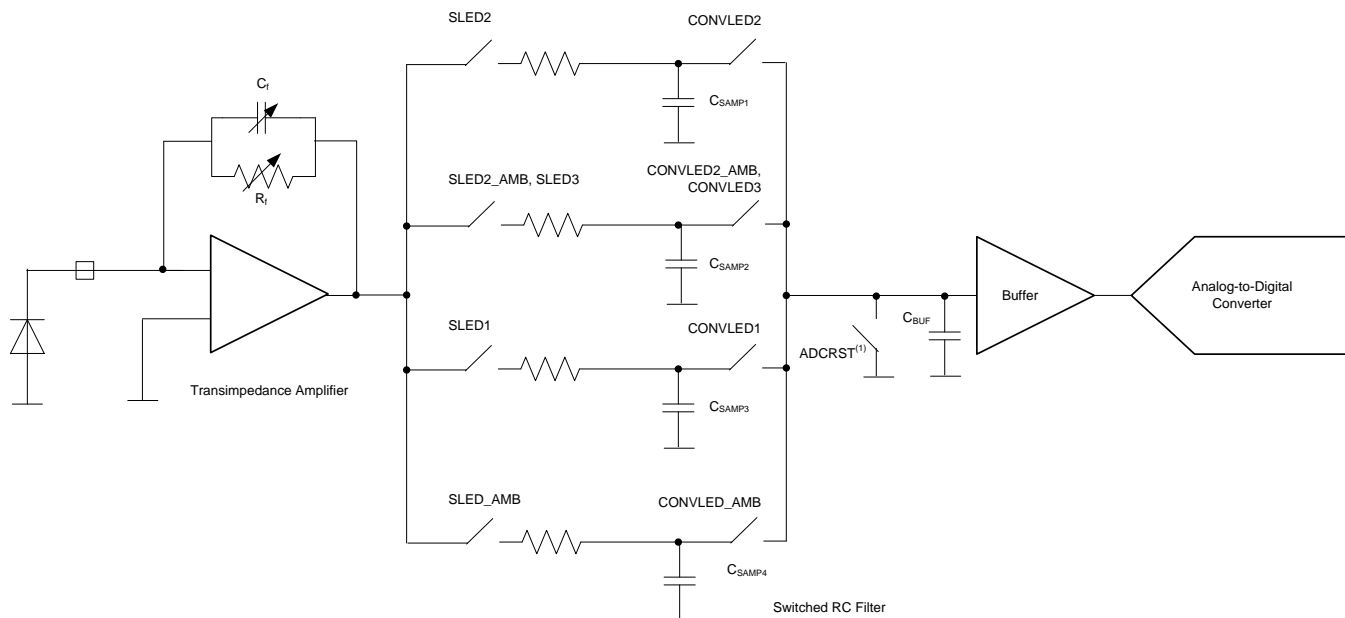 SLED2
CONVLED2
C_SAMP1
C_f
R_f
SLED2_AMB, SLED3
CONVLED2_AMB,
CONVLED3
C_SAMP2
Transimpedance Amplifier
SLED1
CONVLED1
C_SAMP3
ADCRST(1)
C_BUF
Buffer
Analog-to-Digital
Converter
SLED_AMB
CONVLED_AMB
C_SAMP4
Switched RC Filter